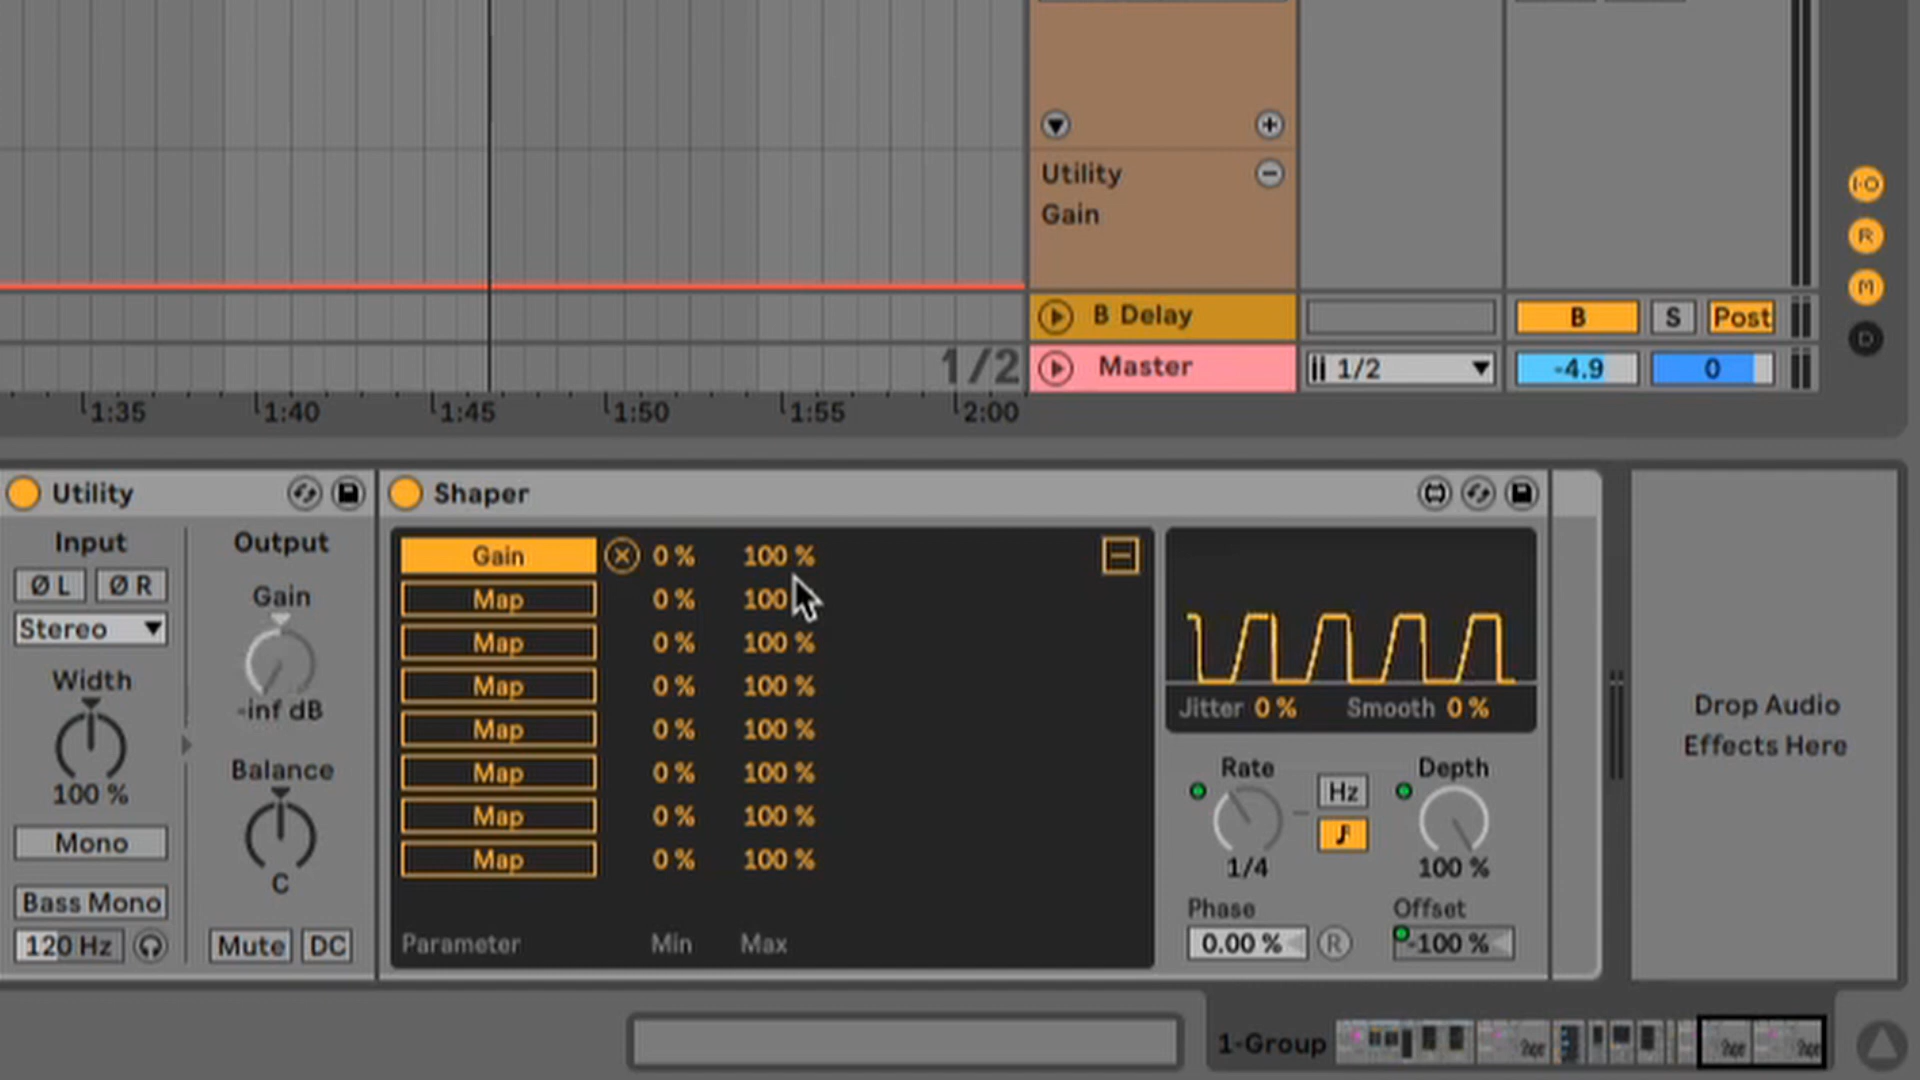 Utility
Gain
B Delay
B
S
Post
1/2
Master
1/2
-4.9
0
I·O
R
M
D
1:35
1:40
1:45
1:50
1:55
2:00
Utility
Input
Ø L
Ø R
Stereo
Width
100 %
Mono
Bass Mono
120 Hz
Output
Gain
-inf dB
Balance
C
Mute
DC
Shaper
Gain 0 % 100 %
Map 0 % 100
Map 0 % 100 %
Map 0 % 100 %
Map 0 % 100 %
Map 0 % 100 %
Map 0 % 100 %
Map 0 % 100 %
Parameter Min Max
Jitter 0 % Smooth 0 %
Rate
Hz
1/4
Depth
100 %
Phase
0.00 %
R
Offset
-100 %
Drop Audio
Effects Here
1-Group